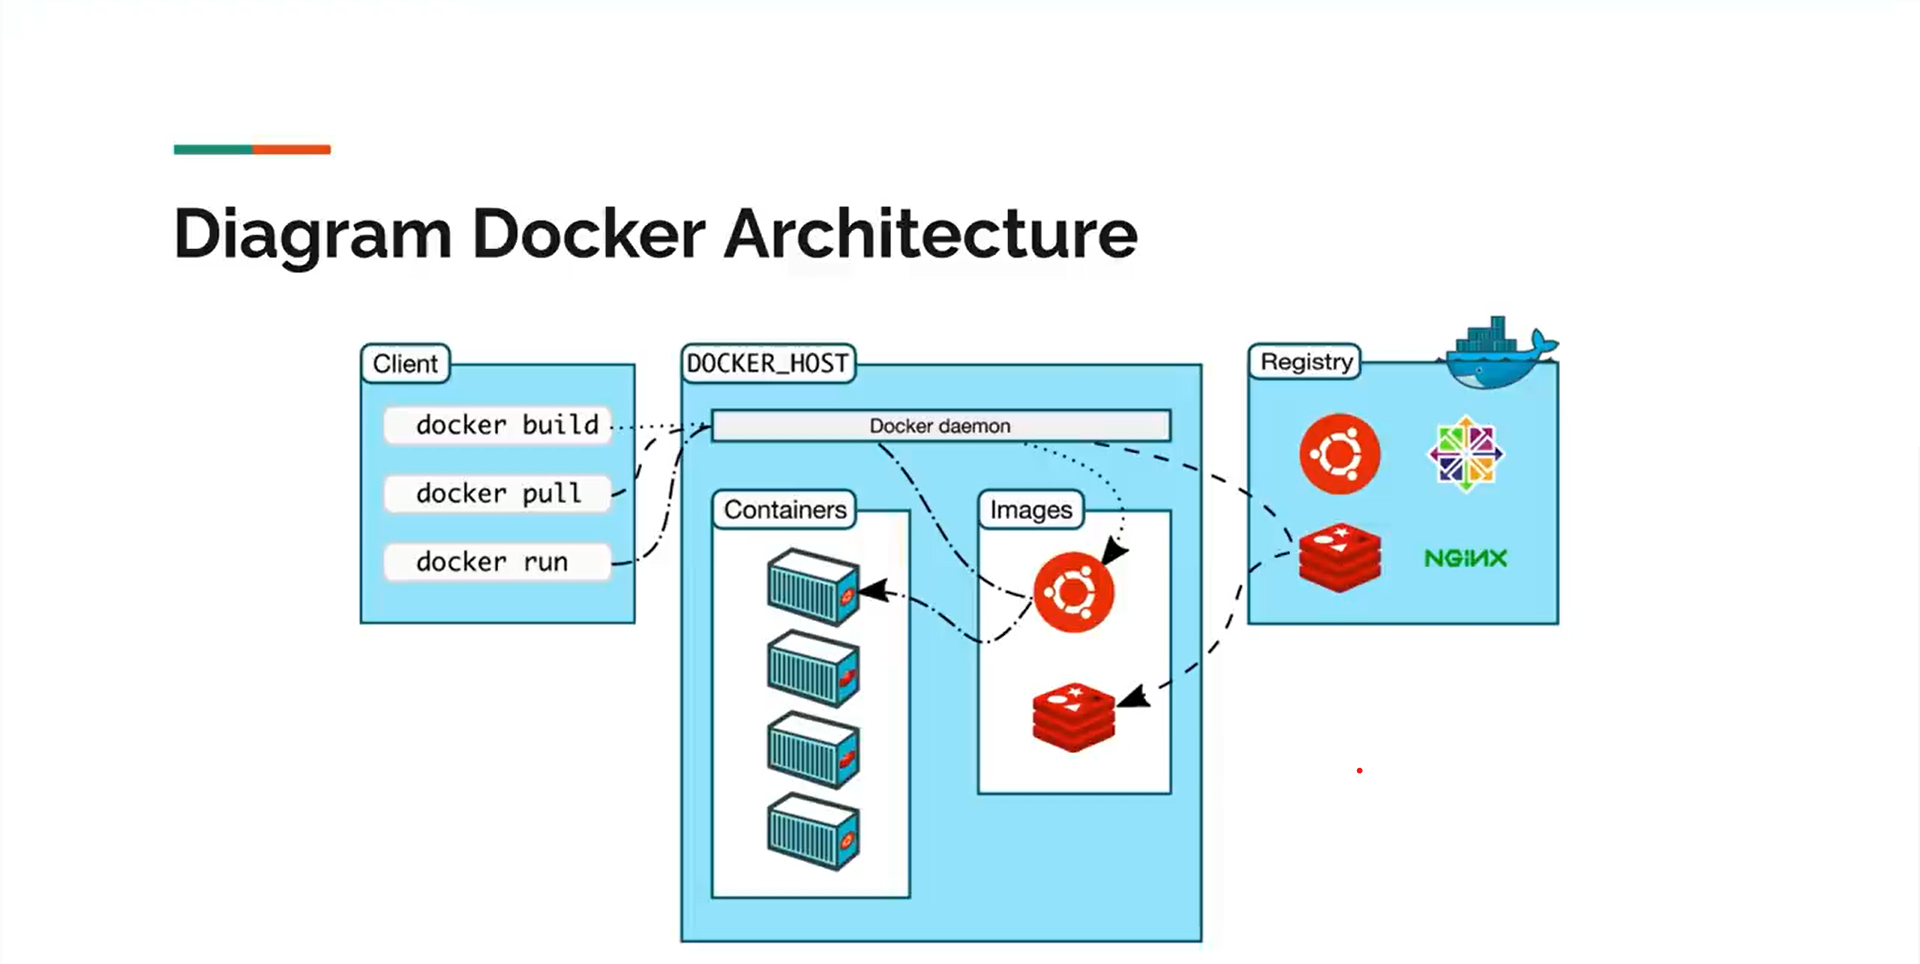 Diagram Docker Architecture
Client
docker build
docker pull
docker run
DOCKER_HOST
Docker daemon
Containers
Images
Registry
NGINX